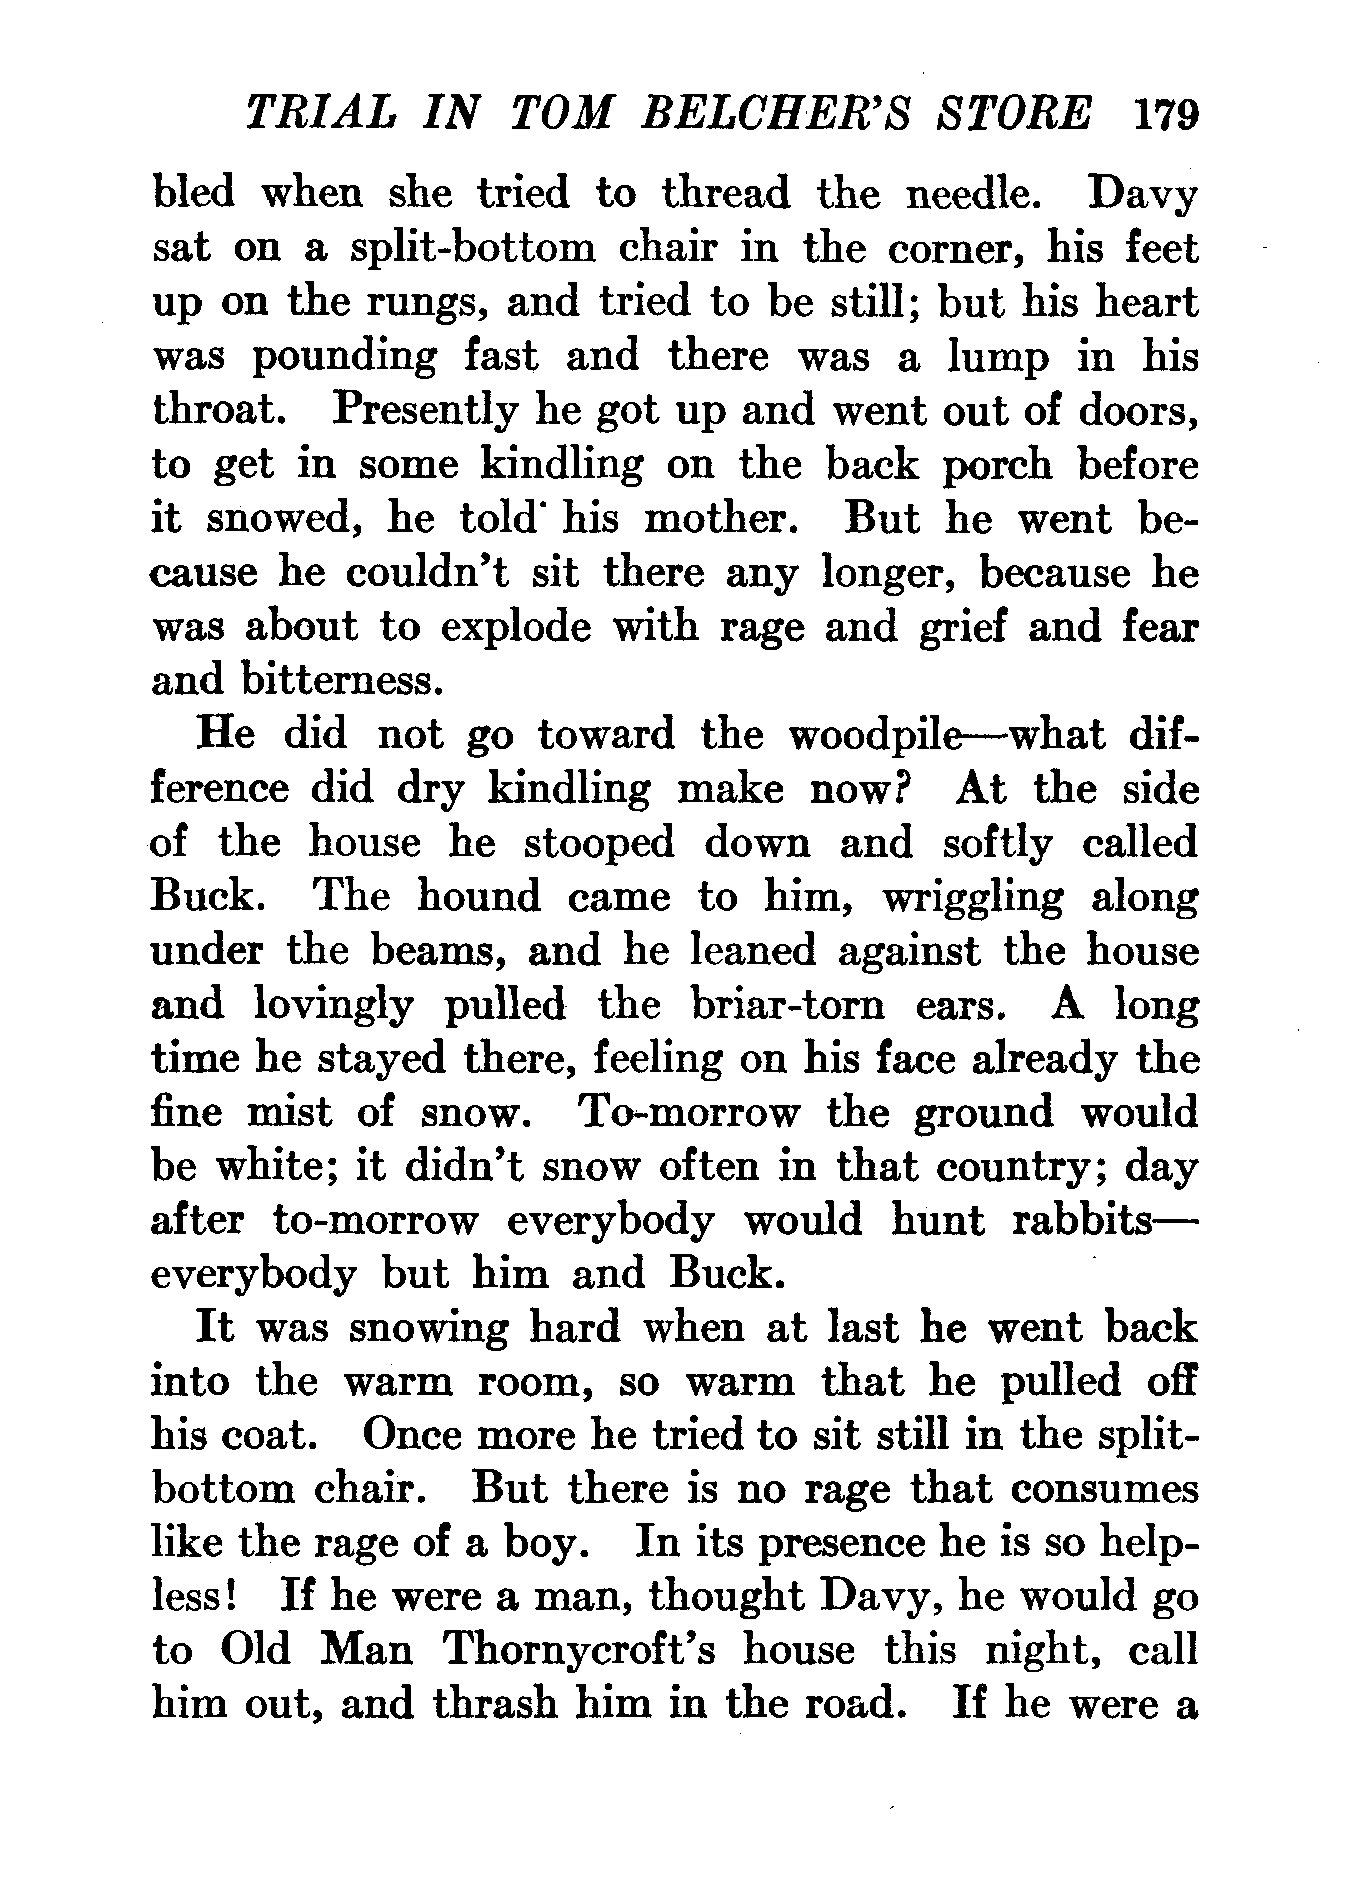 TRIAL IN TOM BELCHER'S STORE 179
bled when she tried to thread the needle. Davy
sat on a split-bottom chair in the corner, his feet
up on the rungs, and tried to be still; but his heart
was pounding fast and there was a lump in his
throat. Presently he got up and went out of doors,
to get in some kindling on the back porch before
it snowed, he told his mother. But he went be-
cause he couldn't sit there any longer, because he
was about to explode with rage and grief and fear
and bitterness.
He did not go toward the woodpile—what dif-
ference did dry kindling make now? At the side
of the house he stooped down and softly called
Buck. The hound came to him, wriggling along
under the beams, and he leaned against the house
and lovingly pulled the briar-torn ears. A long
time he stayed there, feeling on his face already the
fine mist of snow. To-morrow the ground would
be white; it didn't snow often in that country; day
after to-morrow everybody would hunt rabbits—
everybody but him and Buck.
It was snowing hard when at last he went back
into the warm room, so warm that he pulled off
his coat. Once more he tried to sit still in the split-
bottom chair. But there is no rage that consumes
like the rage of a boy. In its presence he is so help-
less! If he were a man, thought Davy, he would go
to Old Man Thornycroft's house this night, call
him out, and thrash him in the road. If he were a